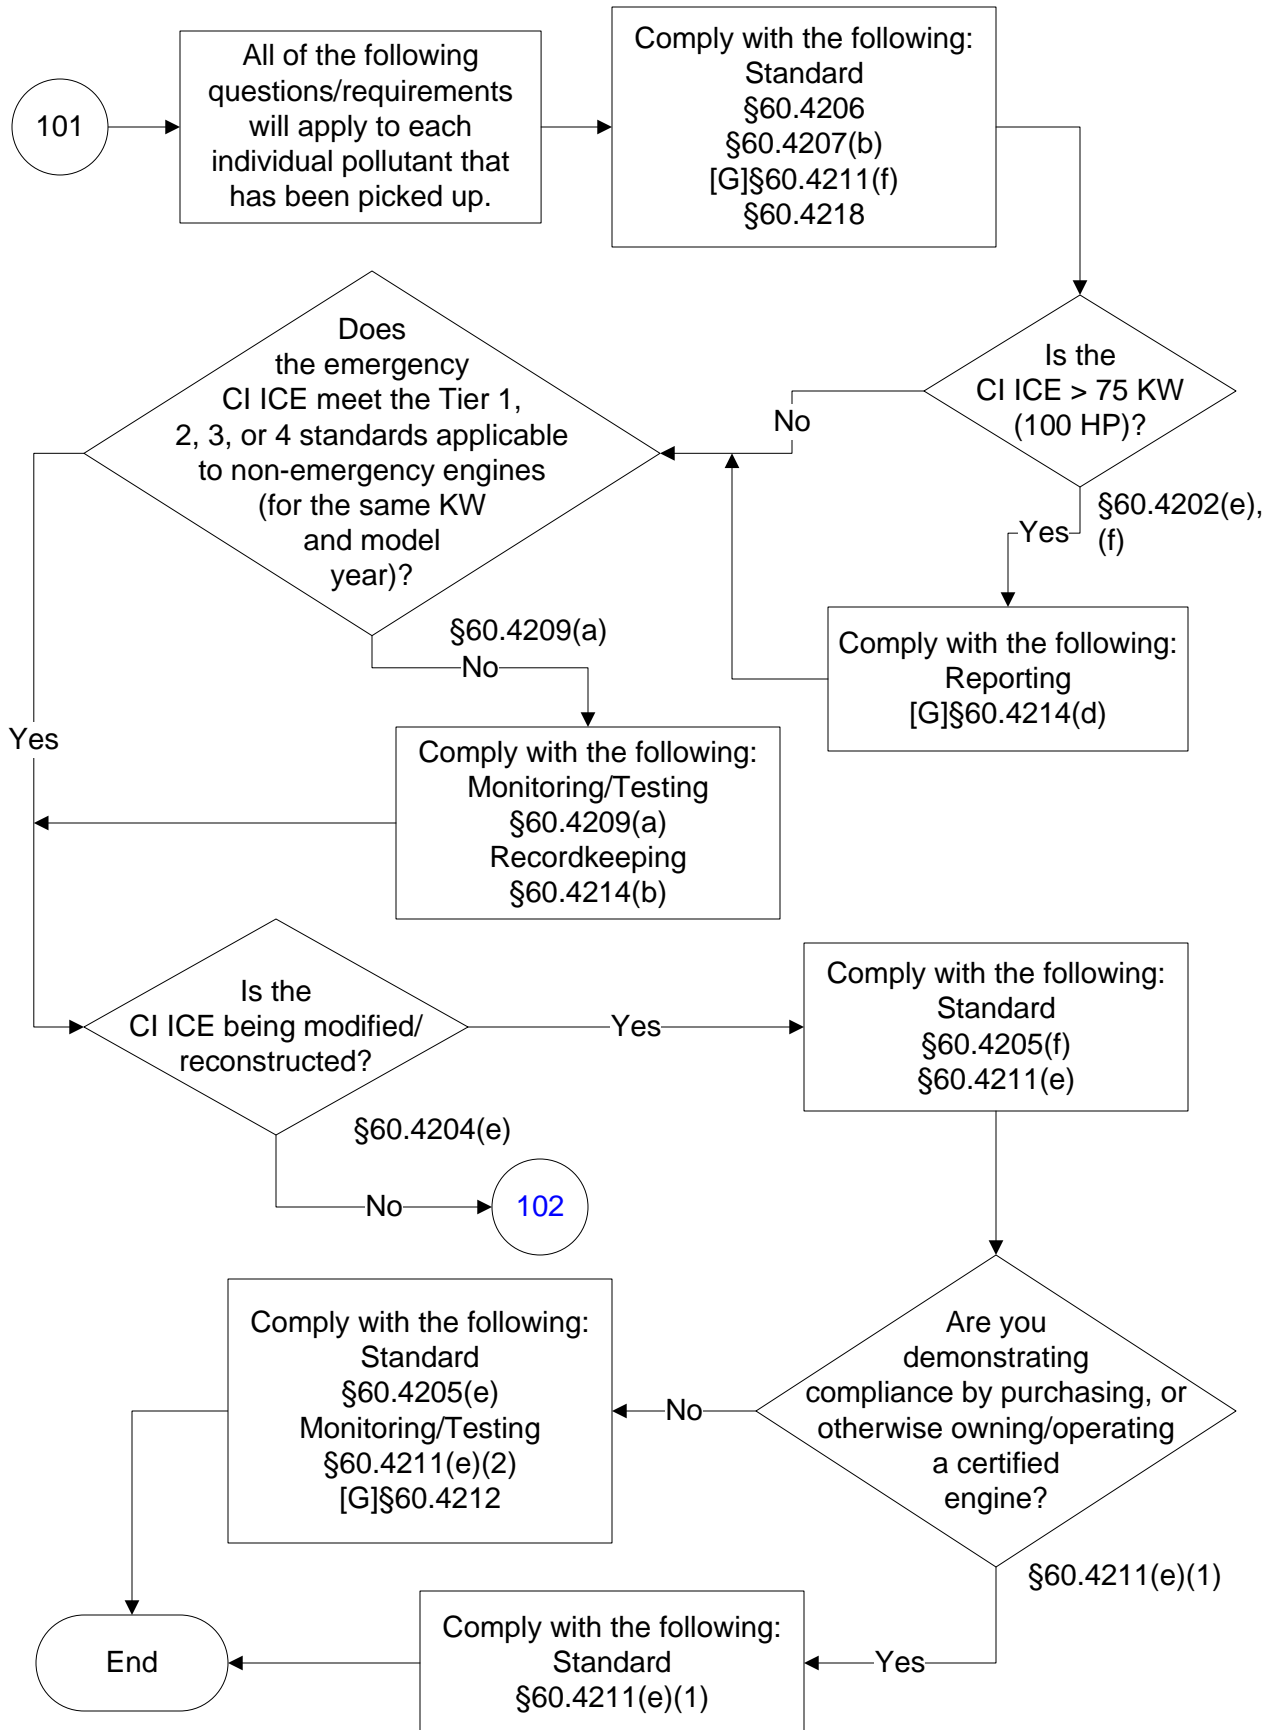 101
All of the following
questions/requirements
will apply to each
individual pollutant that
has been picked up.
Comply with the following:
Standard
§60.4206
§60.4207(b)
[G]§60.4211(f)
§60.4218
Is the
CI ICE > 75 KW
(100 HP)?
No
§60.4202(e),
(f)
Yes
Comply with the following:
Reporting
[G]§60.4214(d)
Does
the emergency
CI ICE meet the Tier 1,
2, 3, or 4 standards applicable
to non-emergency engines
(for the same KW
and model
year)?
§60.4209(a)
No
Yes
Comply with the following:
Monitoring/Testing
§60.4209(a)
Recordkeeping
§60.4214(b)
Is the
CI ICE being modified/
reconstructed?
Yes
§60.4204(e)
No
102
Comply with the following:
Standard
§60.4205(f)
§60.4211(e)
Are you
demonstrating
compliance by purchasing, or
otherwise owning/operating
a certified
engine?
No
§60.4211(e)(1)
Yes
Comply with the following:
Standard
§60.4205(e)
Monitoring/Testing
§60.4211(e)(2)
[G]§60.4212
Comply with the following:
Standard
§60.4211(e)(1)
End